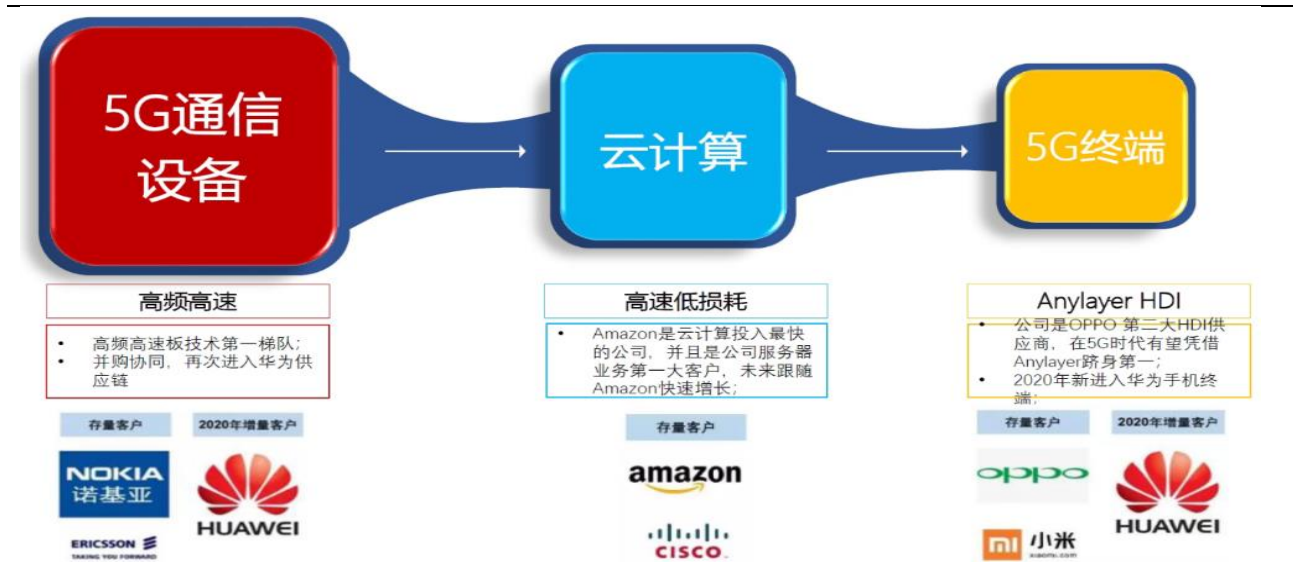 5G通信
设备
云计算
5G终端
高频高速
• 高频高速板技术第一梯队;
• 并购协同，再次进入华为供
应链
存量客户
2020年增量客户
NOKIA
诺基亚
HUAWEI
ERICSSON
TAKING YOU FORWARD
高速低损耗
• Amazon是云计算投入最快
的公司，并且是公司服务器
业务第一大客户，未来跟随
Amazon快速增长;
存量客户
amazon
CISCO
Anylayer HDI
• 公司是OPPO 第二大HDI供
应商，在5G时代有望凭借
Anylayer跻身第一;
• 2020年新进入华为手机终
端;
存量客户
2020年增量客户
oppo
HUAWEI
mi 小米
xiaomi.com